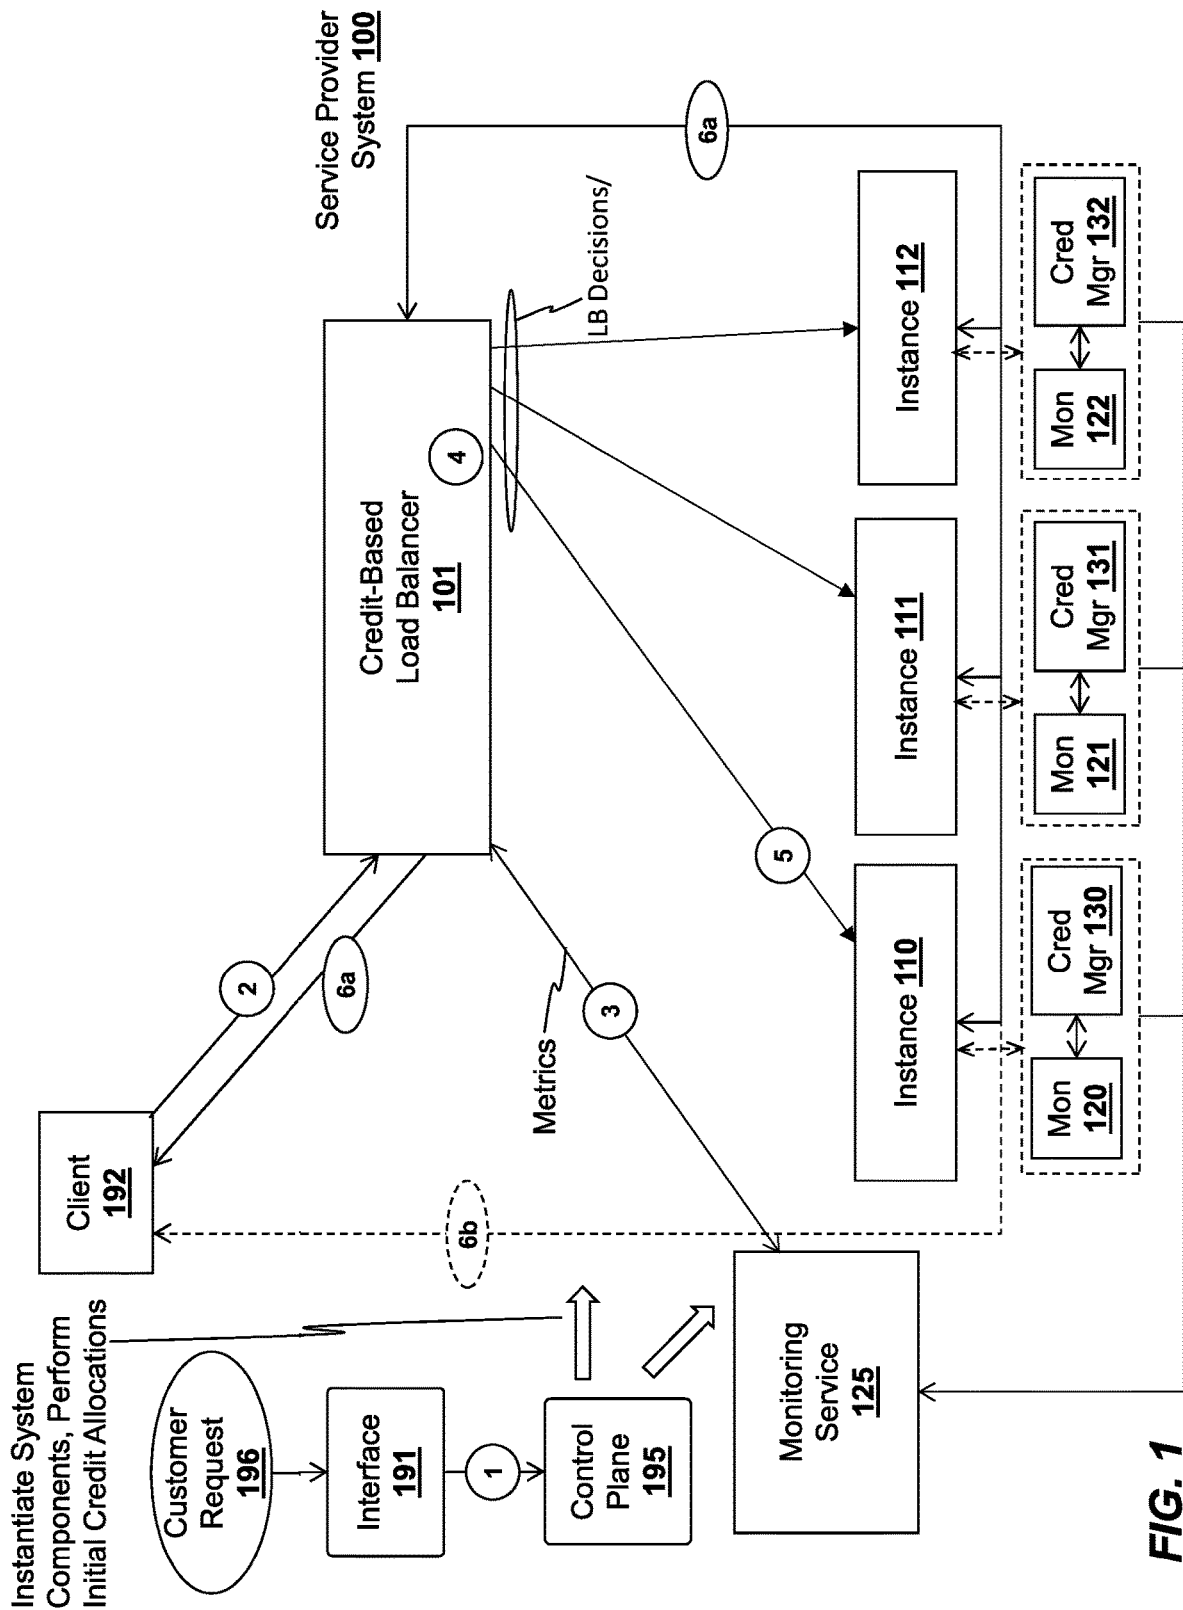 Instantiate System
Components, Perform
Initial Credit Allocations
Customer
Request
196
Interface
191
1
Control
Plane
195
Monitoring
Service
125
Client
192
2
6a
6b
Metrics
3
Service Provider
System 100
Credit-Based
Load Balancer
101
4
LB Decisions/
6a
5
Instance 110
Instance 111
Instance 112
Mon
120
Cred
Mgr 130
Mon
121
Cred
Mgr 131
Mon
122
Cred
Mgr 132
FIG. 1